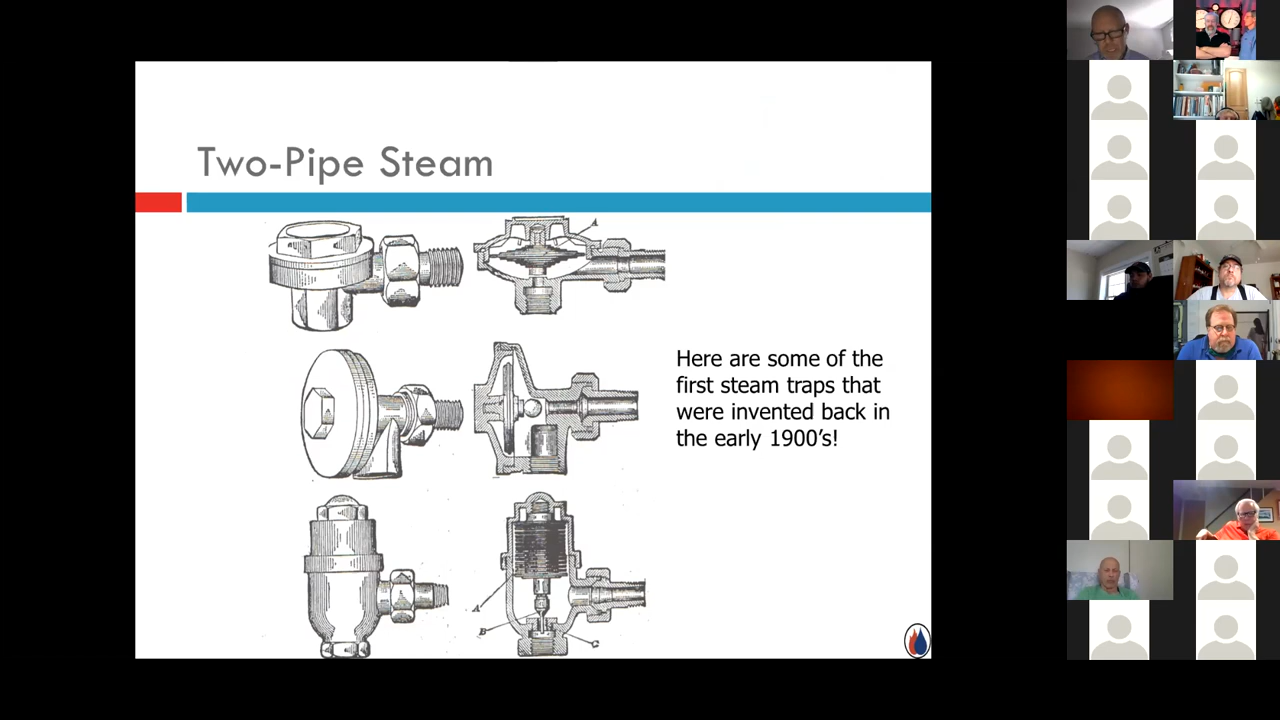 Two-Pipe Steam
A
Here are some of the
first steam traps that
were invented back in
the early 1900's!
A
B
C